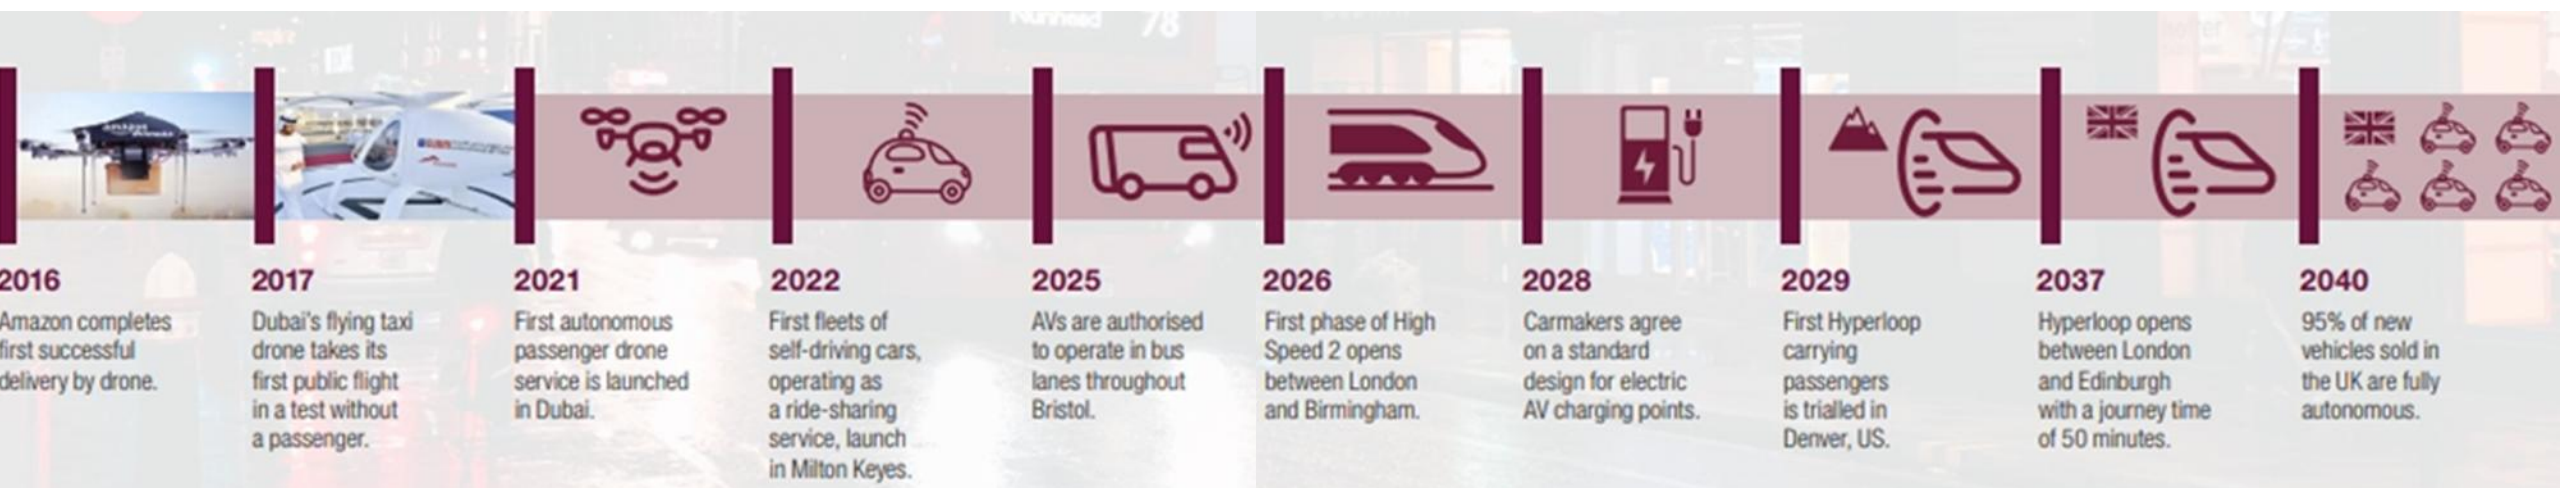 Nunhead 78
amazon
2016
Amazon completes
first successful
delivery by drone.
2017
Dubai's flying taxi
drone takes its
first public flight
in a test without
a passenger.
2021
First autonomous
passenger drone
service is launched
in Dubai.
2022
First fleets of
self-driving cars,
operating as
a ride-sharing
service, launch
in Milton Keyes.
2025
AVs are authorised
to operate in bus
lanes throughout
Bristol.
2026
First phase of High
Speed 2 opens
between London
and Birmingham.
2028
Carmakers agree
on a standard
design for electric
AV charging points.
2029
First Hyperloop
carrying
passengers
is trialled in
Denver, US.
2037
Hyperloop opens
between London
and Edinburgh
with a journey time
of 50 minutes.
2040
95% of new
vehicles sold in
the UK are fully
autonomous.